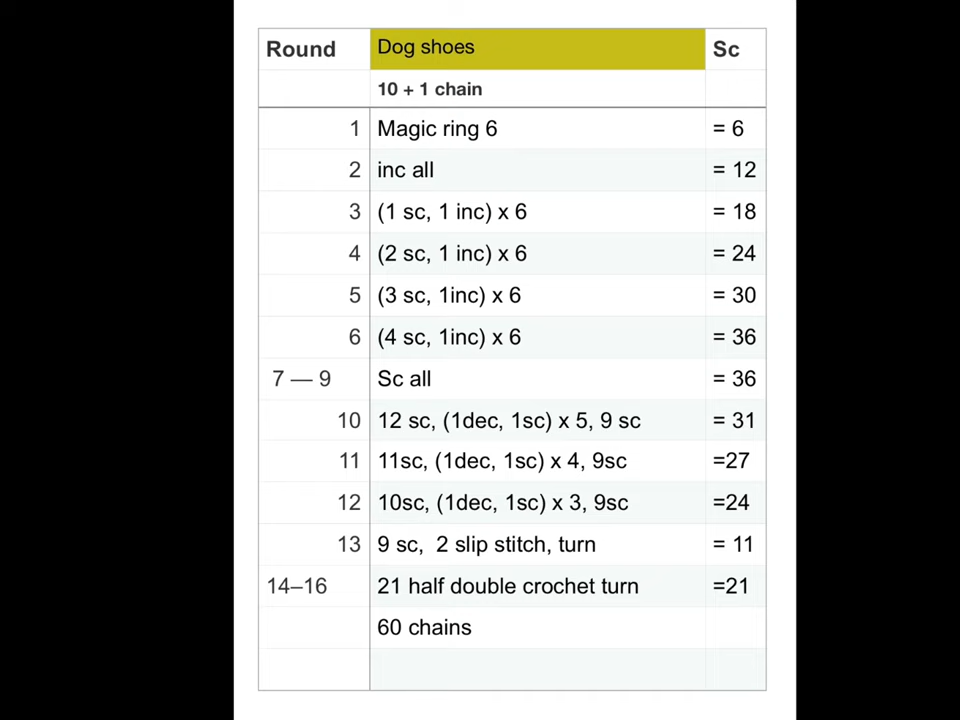 Round Dog shoes Sc
10 + 1 chain
1 Magic ring 6 = 6
2 inc all = 12
3 (1 sc, 1 inc) x 6 = 18
4 (2 sc, 1 inc) x 6 = 24
5 (3 sc, 1inc) x 6 = 30
6 (4 sc, 1inc) x 6 = 36
7 — 9 Sc all = 36
10 12 sc, (1dec, 1sc) x 5, 9 sc = 31
11 11sc, (1dec, 1sc) x 4, 9sc =27
12 10sc, (1dec, 1sc) x 3, 9sc =24
13 9 sc, 2 slip stitch, turn = 11
14–16 21 half double crochet turn =21
60 chains